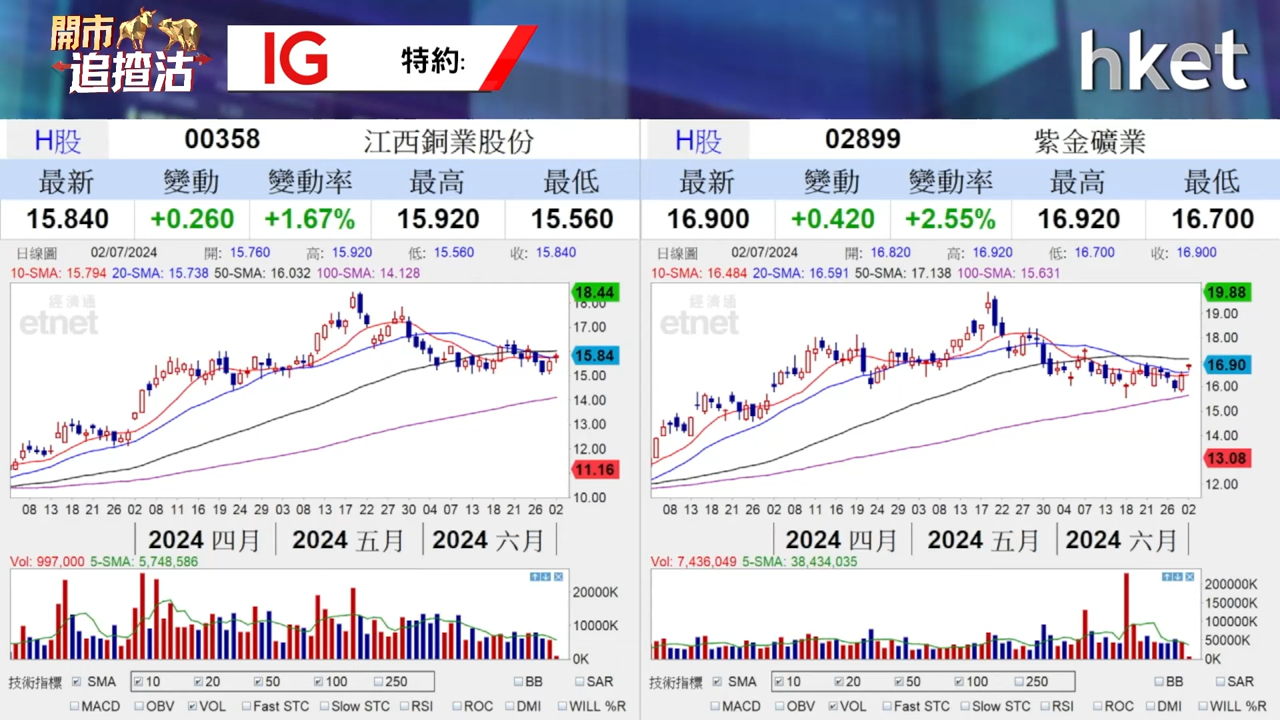 開市
追揸沽
IG 特約:
hket
H股 00358 江西銅業股份
最新 變動 變動率 最高 最低
15.840 +0.260 +1.67% 15.920 15.560
日線圖 02/07/2024 開: 15.760 高: 15.920 低: 15.560 收: 15.840
10-SMA: 15.794 20-SMA: 15.738 50-SMA: 16.032 100-SMA: 14.128
經濟通
etnet
18.44
18.00
17.00
15.84
15.00
14.00
13.00
12.00
11.16
10.00
08 13 18 21 26 02 08 11 16 19 24 29 03 08 13 17 22 27 30 04 07 13 18 21 26 02
2024 四月 2024 五月 2024 六月
Vol: 997,000 5-SMA: 5,748,586
20000K
10000K
0K
技術指標 SMA 10 20 50 100 250 BB SAR
MACD OBV VOL Fast STC Slow STC RSI ROC DMI WILL %R
H股 02899 紫金礦業
最新 變動 變動率 最高 最低
16.900 +0.420 +2.55% 16.920 16.700
日線圖 02/07/2024 開: 16.820 高: 16.920 低: 16.700 收: 16.900
10-SMA: 16.484 20-SMA: 16.591 50-SMA: 17.138 100-SMA: 15.631
經濟通
etnet
19.88
19.00
18.00
16.90
16.00
15.00
14.00
13.08
12.00
08 13 18 21 26 02 08 11 16 19 24 29 03 08 13 17 22 27 30 04 07 13 18 21 26 02
2024 四月 2024 五月 2024 六月
Vol: 7,436,049 5-SMA: 38,434,035
200000K
150000K
100000K
50000K
0K
技術指標 SMA 10 20 50 100 250 BB SAR
MACD OBV VOL Fast STC Slow STC RSI ROC DMI WILL %R